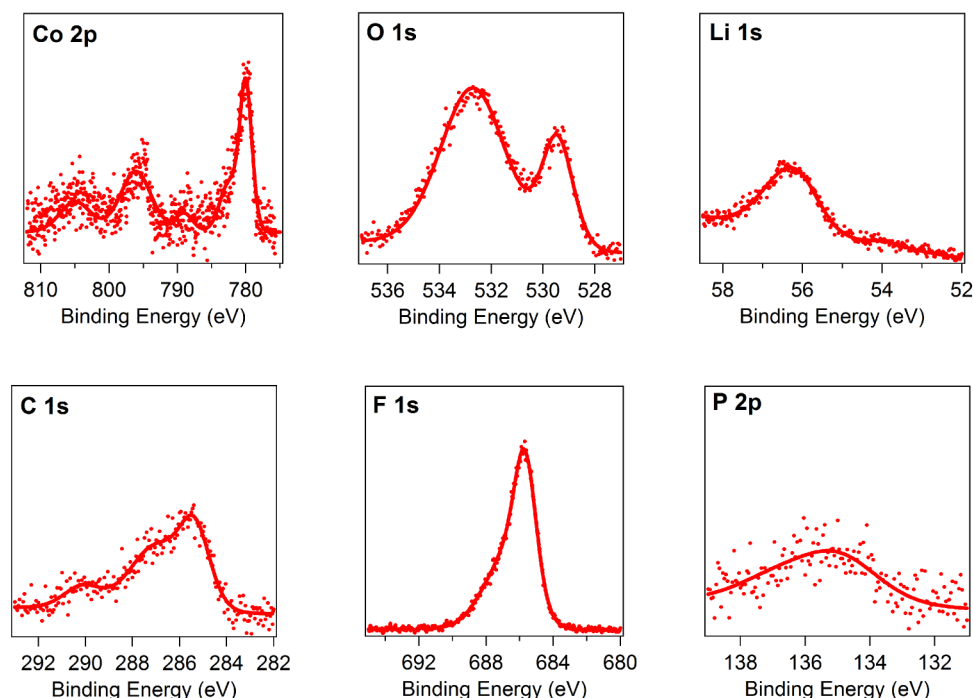 Co 2p
810 800 790 780
Binding Energy (eV)
O 1s
536 534 532 530 528
Binding Energy (eV)
Li 1s
58 56 54 52
Binding Energy (eV)
C 1s
292 290 288 286 284 282
Binding Energy (eV)
F 1s
692 688 684 680
Binding Energy (eV)
P 2p
138 136 134 132
Binding Energy (eV)